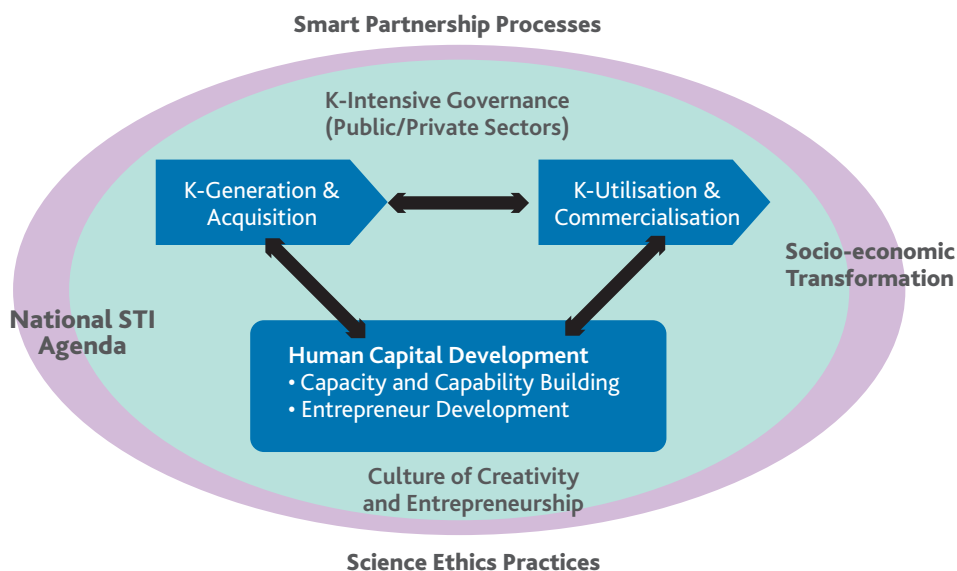 Smart Partnership Processes
K-Intensive Governance
(Public/Private Sectors)
K-Generation &
Acquisition
K-Utilisation &
Commercialisation
Socio-economic
Transformation
National STI
Agenda
Human Capital Development
• Capacity and Capability Building
• Entrepreneur Development
Culture of Creativity
and Entrepreneurship
Science Ethics Practices